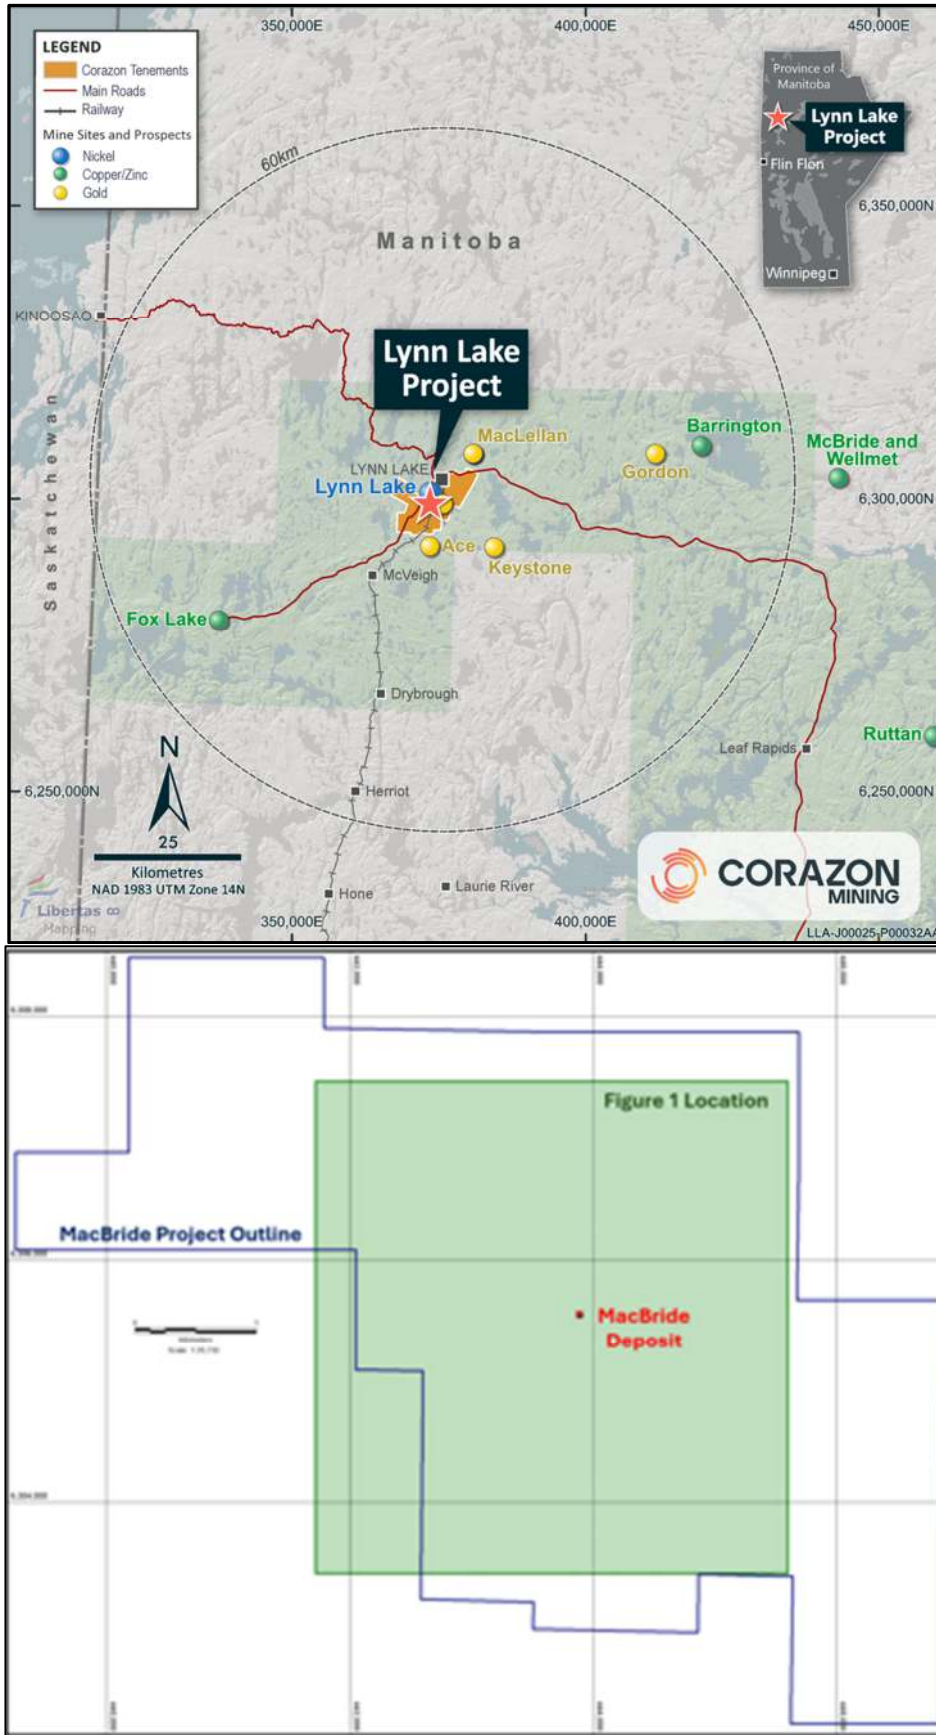 350,000E
400,000E
450,000E
LEGEND
Corazon Tenements
Main Roads
Railway
Mine Sites and Prospects
Nickel
Copper/Zinc
Gold
Province of
Manitoba
Lynn Lake
Project
Flin Flon
Winnipeg
60km
6,350,000N
Manitoba
KINOOSAO
Lynn Lake
Project
Saskatchewan
MacLellan
Barrington
McBride and
Wellmet
LYNN LAKE
Lynn Lake
Gordon
6,300,000N
Ace
Keystone
McVeigh
Fox Lake
Drybrough
Ruttan
Leaf Rapids
N
6,250,000N
Herriot
6,250,000N
25
Kilometres
NAD 1983 UTM Zone 14N
Hone
Laurie River
CORAZON
MINING
Libertas
Mapping
350,000E
400,000E
LLA-J00025-P00032AA
Figure 1 Location
MacBride Project Outline
MacBride
Deposit